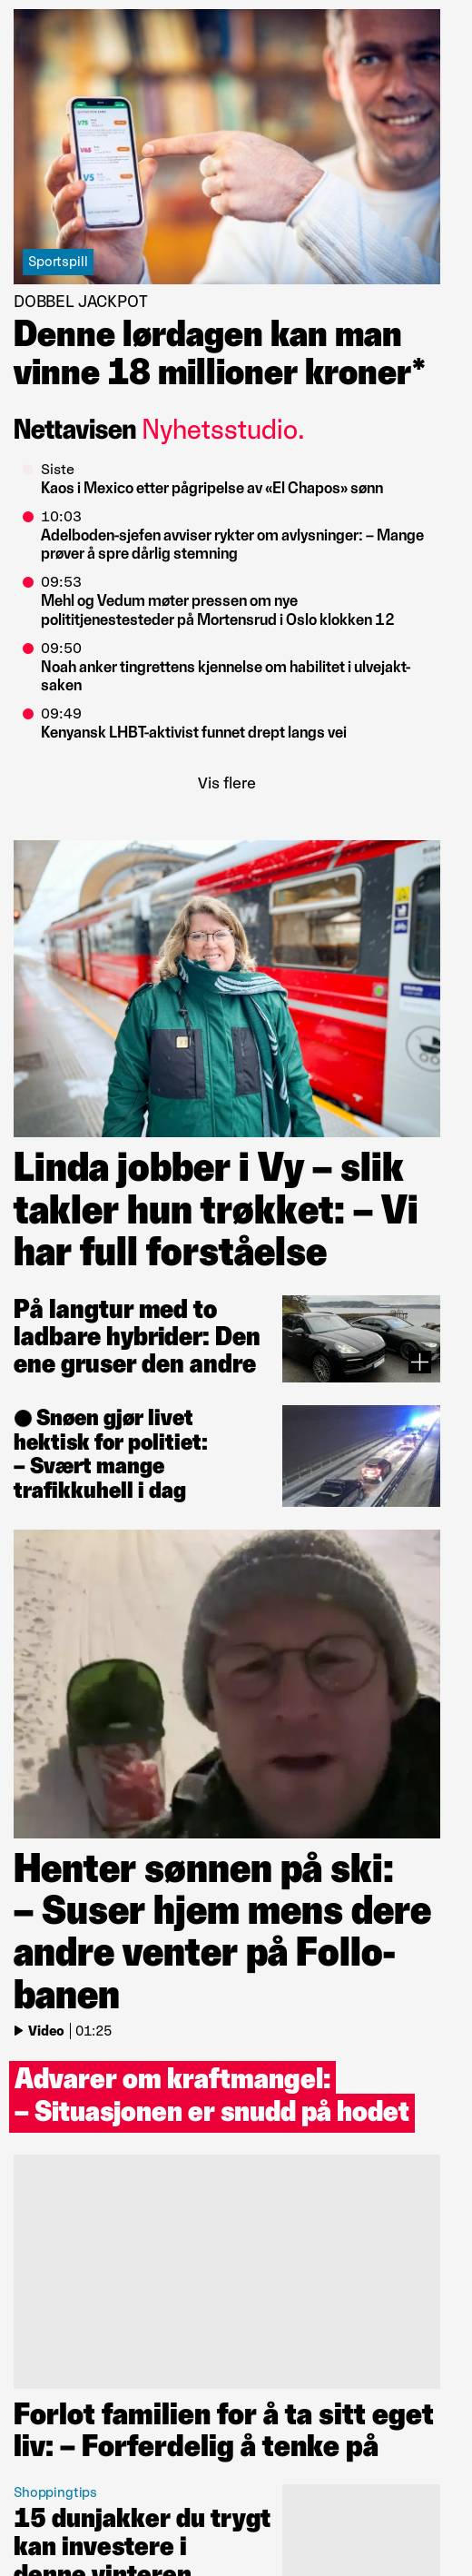 V75
V65
V5
Sportspill
DOBBEL JACKPOT
Denne lørdagen kan man
vinne 18 millioner kroner*
Nettavisen Nyhetsstudio.
Siste
Kaos i Mexico etter pågripelse av «El Chapos» sønn
10:03
Adelboden-sjefen avviser rykter om avlysninger: – Mange
prøver å spre dårlig stemning
09:53
Mehl og Vedum møter pressen om nye
polititjenestesteder på Mortensrud i Oslo klokken 12
09:50
Noah anker tingrettens kjennelse om habilitet i ulvejakt-
saken
09:49
Kenyansk LHBT-aktivist funnet drept langs vei
Vis flere
Linda jobber i Vy – slik
takler hun trøkket: – Vi
har full forståelse
På langtur med to
ladbare hybrider: Den
ene gruser den andre
● Snøen gjør livet
hektisk for politiet:
– Svært mange
trafikkuhell i dag
Henter sønnen på ski:
– Suser hjem mens dere
andre venter på Follo-
banen
Video 01:25
Advarer om kraftmangel:
– Situasjonen er snudd på hodet
Forlot familien for å ta sitt eget
liv: – Forferdelig å tenke på
Shoppingtips
15 dunjakker du trygt
kan investere i
denne vinteren